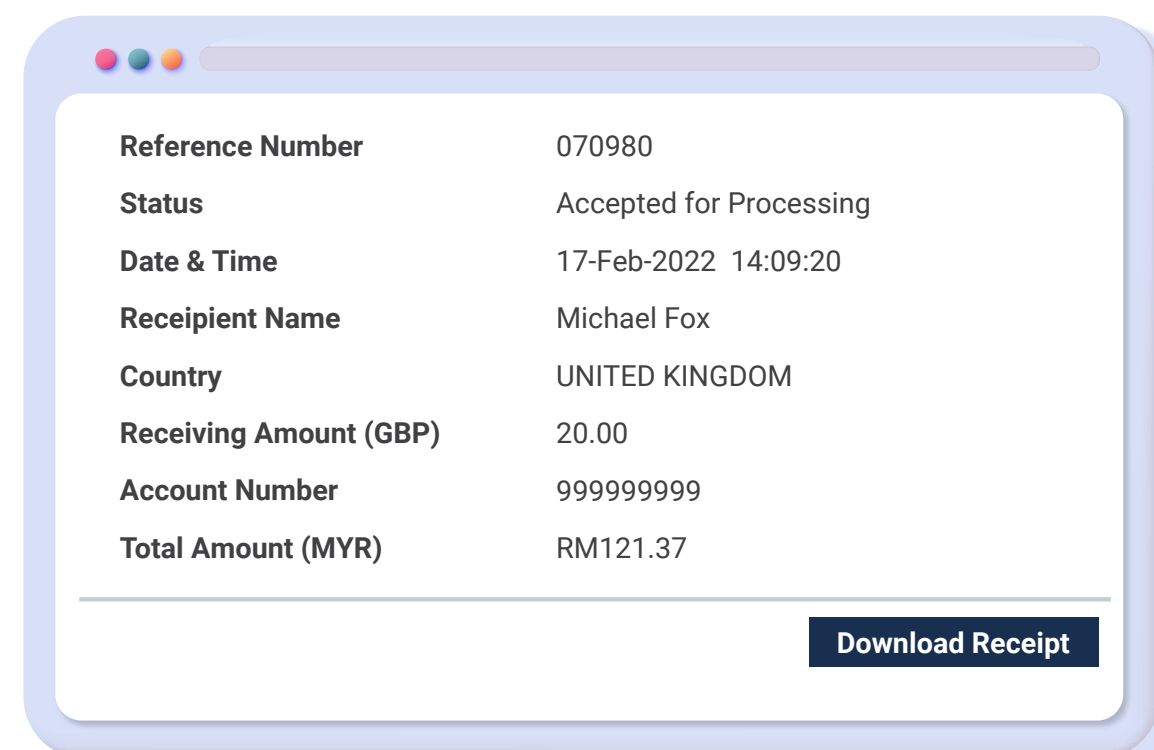 Reference Number 070980
Status Accepted for Processing
Date & Time 17-Feb-2022 14:09:20
Receipient Name Michael Fox
Country UNITED KINGDOM
Receiving Amount (GBP) 20.00
Account Number 999999999
Total Amount (MYR) RM121.37
Download Receipt